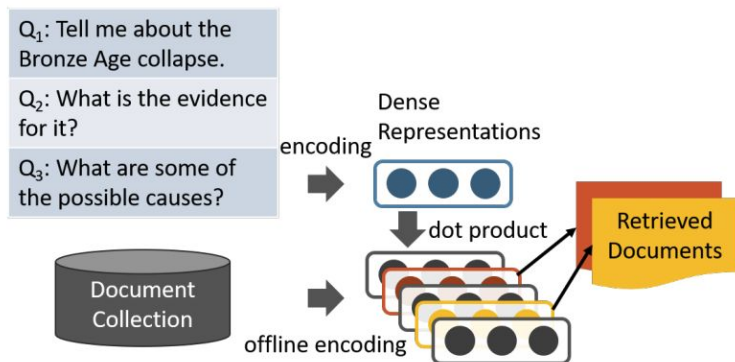 Q₁: Tell me about the
Bronze Age collapse.
Q₂: What is the evidence
for it?
Q₃: What are some of
the possible causes?
encoding
Dense
Representations
dot product
Retrieved
Documents
Document
Collection
offline encoding